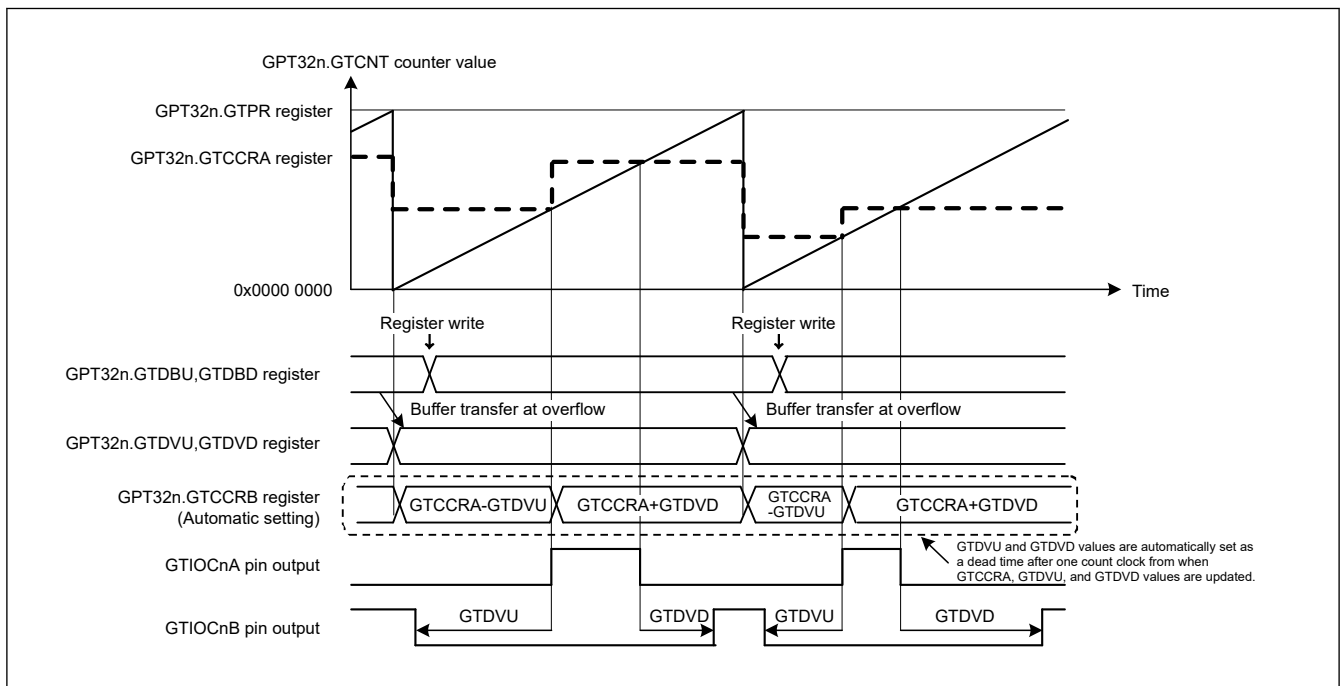 GPT32n.GTCNT counter value
GPT32n.GTPR register
GPT32n.GTCCRA register
0x0000 0000
Time
Register write
Register write
GPT32n.GTDBU,GTDBD register
Buffer transfer at overflow
Buffer transfer at overflow
GPT32n.GTDVU,GTDVD register
GPT32n.GTCCRB register
(Automatic setting)
GTCCRA-GTDVU
GTCCRA+GTDVD
GTCCRA
-GTDVU
GTCCRA+GTDVD
GTDVU and GTDVD values are automatically set as
a dead time after one count clock from when
GTCCRA, GTDVU, and GTDVD values are updated.
GTIOCnA pin output
GTIOCnB pin output
GTDVU
GTDVD
GTDVU
GTDVD